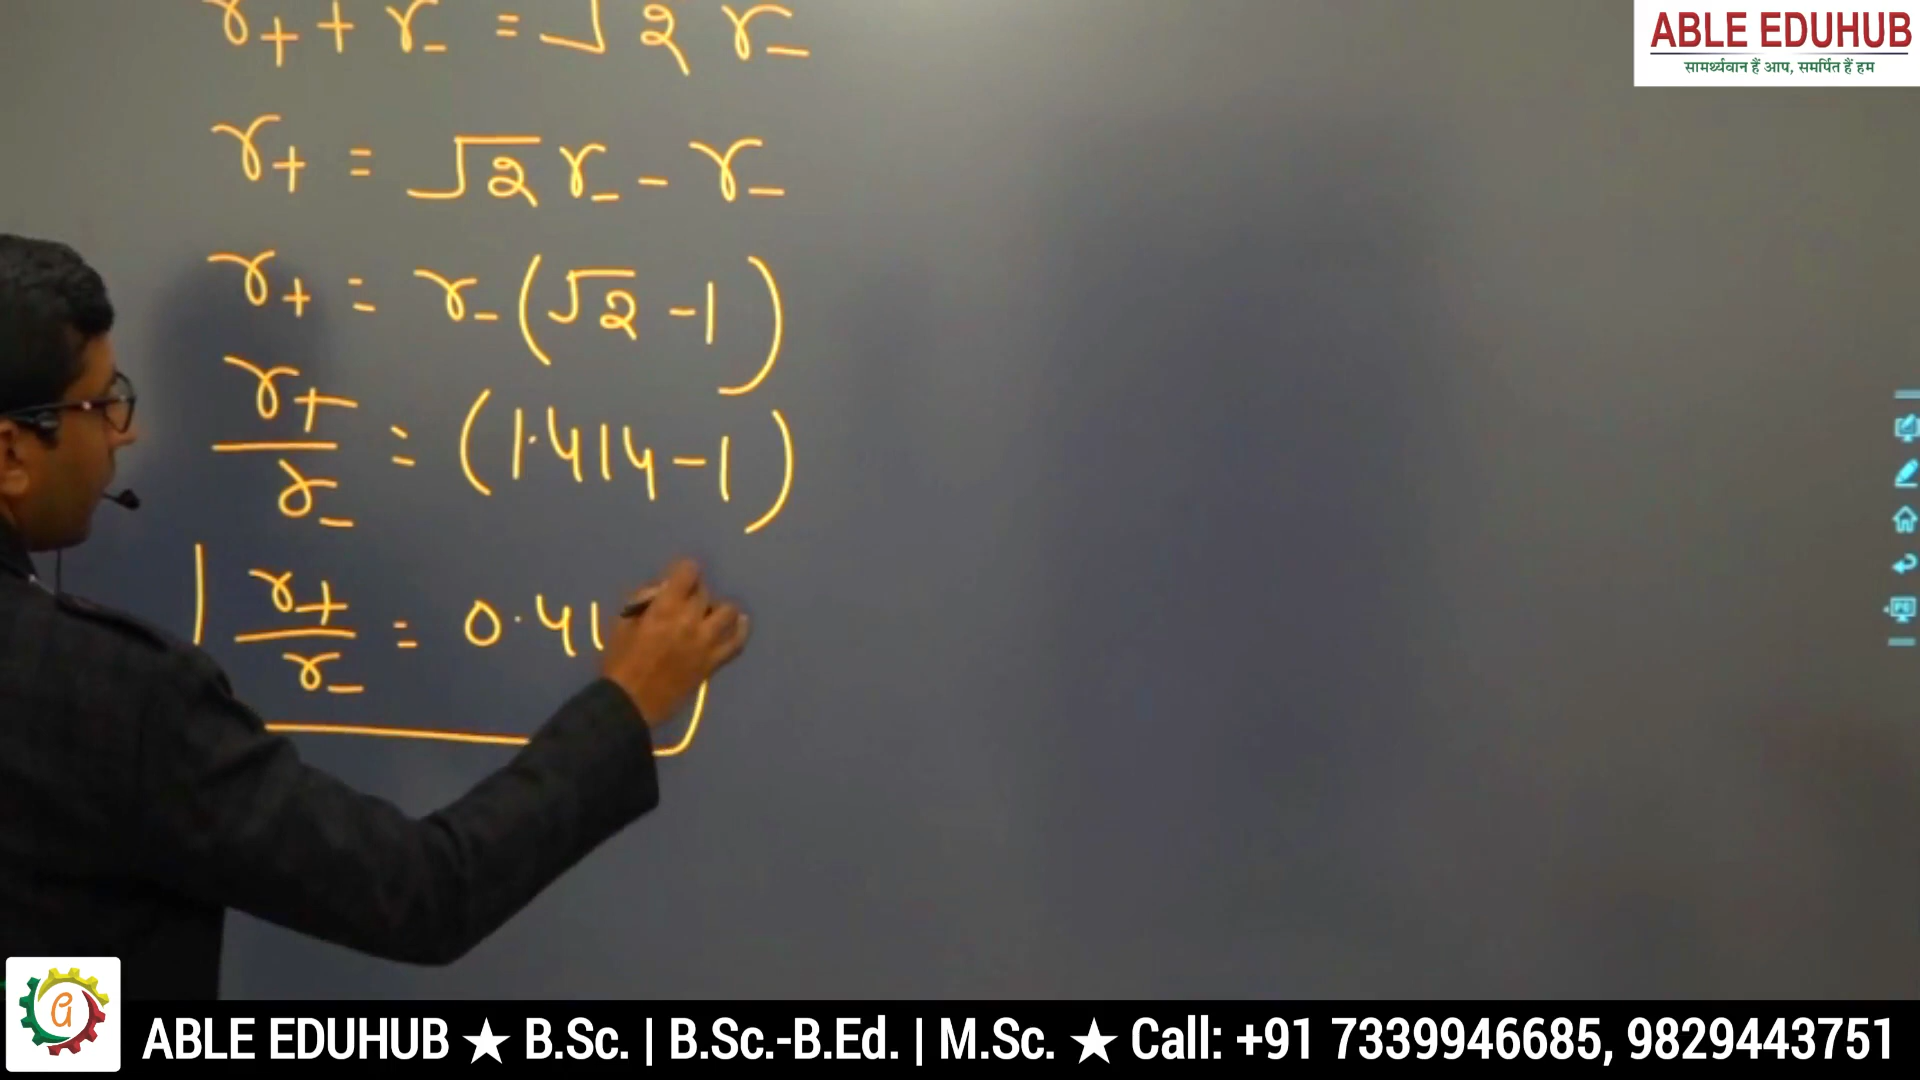 r₊ + r₋ = √2 r₋
ABLE EDUHUB
सामर्थ्यवान हैं आप, समर्पित हैं हम
r₊ = √2 r₋ - r₋
r₊ = r₋ (√2 - 1)
r₊/r₋ = (1.414 - 1)
r₊/r₋ = 0.41
ABLE EDUHUB ★ B.Sc. | B.Sc.-B.Ed. | M.Sc. ★ Call: +91 7339946685, 9829443751